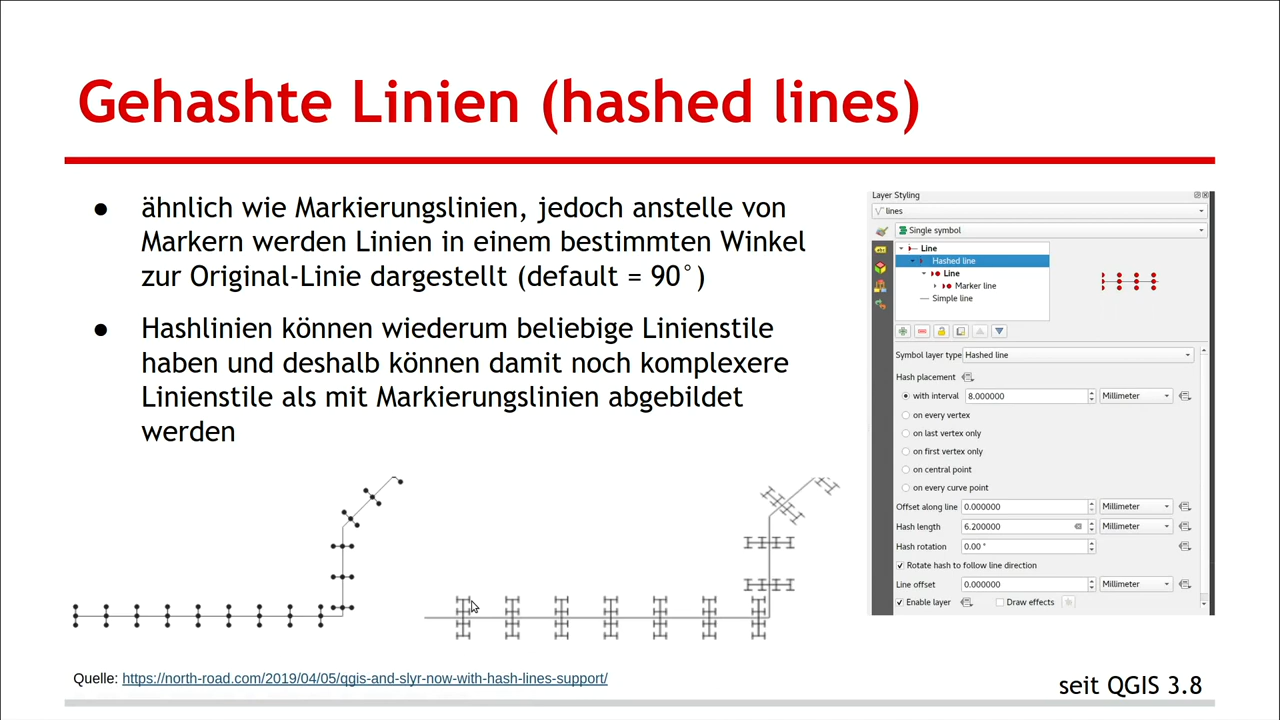 Gehashte Linien (hashed lines)
● ähnlich wie Markierungslinien, jedoch anstelle von
Markern werden Linien in einem bestimmten Winkel
zur Original-Linie dargestellt (default = 90°)
● Hashlinien können wiederum beliebige Linienstile
haben und deshalb können damit noch komplexere
Linienstile als mit Markierungslinien abgebildet
werden
Layer Styling
lines
Single symbol
Line
Hashed line
Line
Marker line
Simple line
Symbol layer type Hashed line
Hash placement
with interval 8.000000 Millimeter
on every vertex
on last vertex only
on first vertex only
on central point
on every curve point
Offset along line 0.000000 Millimeter
Hash length 6.200000 Millimeter
Hash rotation 0.00 °
Rotate hash to follow line direction
Line offset 0.000000 Millimeter
Enable layer Draw effects
Quelle: https://north-road.com/2019/04/05/qgis-and-slyr-now-with-hash-lines-support/
seit QGIS 3.8